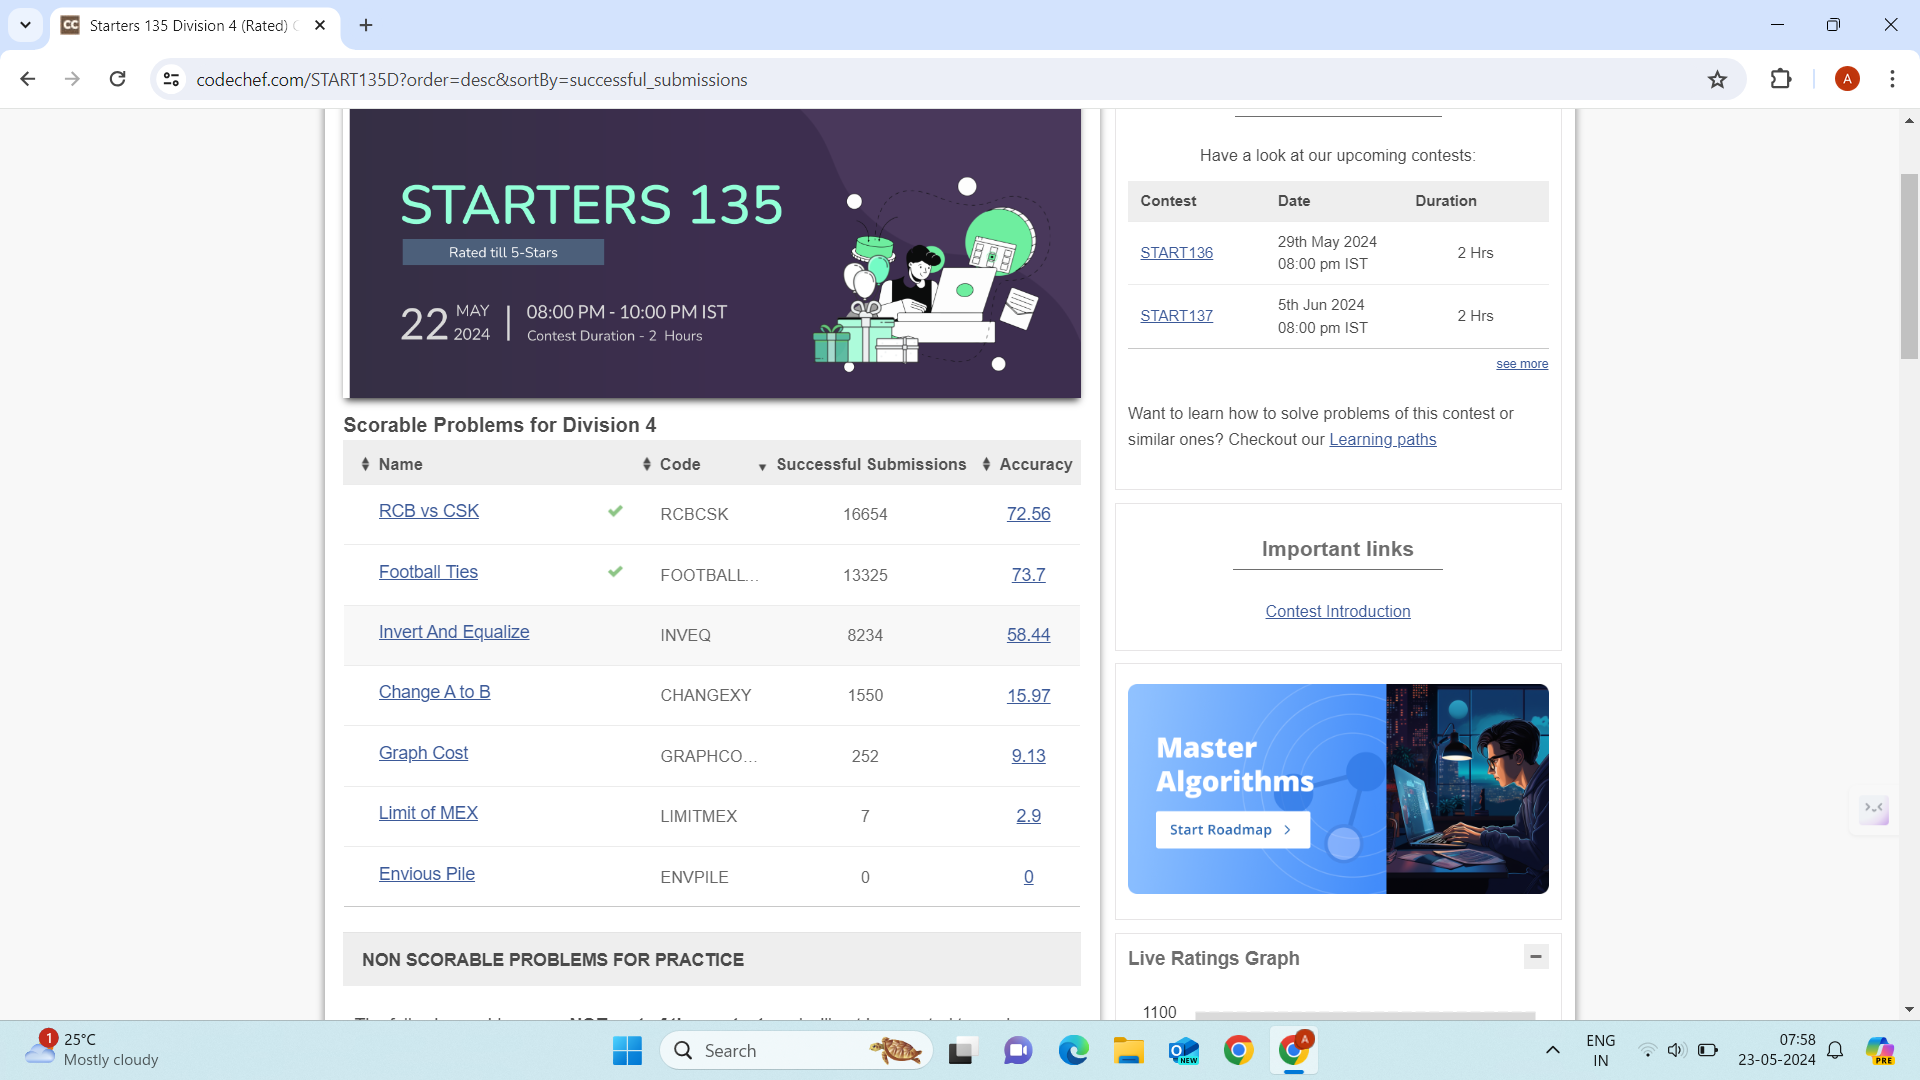 CC Starters 135 Division 4 (Rated)
codechef.com/START135D?order=desc&sortBy=successful_submissions
A
STARTERS 135
Rated till 5-Stars
22 MAY 2024 | 08:00 PM - 10:00 PM IST
Contest Duration - 2 Hours
Scorable Problems for Division 4
Name Code Successful Submissions Accuracy
RCB vs CSK RCBCSK 16654 72.56
Football Ties FOOTBALL... 13325 73.7
Invert And Equalize INVEQ 8234 58.44
Change A to B CHANGEXY 1550 15.97
Graph Cost GRAPHCO... 252 9.13
Limit of MEX LIMITMEX 7 2.9
Envious Pile ENVPILE 0 0
NON SCORABLE PROBLEMS FOR PRACTICE
Have a look at our upcoming contests:
Contest Date Duration
START136 29th May 2024 08:00 pm IST 2 Hrs
START137 5th Jun 2024 08:00 pm IST 2 Hrs
see more
Want to learn how to solve problems of this contest or
similar ones? Checkout our Learning paths
Important links
Contest Introduction
Master
Algorithms
Start Roadmap >
Live Ratings Graph
1100
1
25°C
Mostly cloudy
Search
NEW
A
ENG
IN
07:58
23-05-2024
PRE